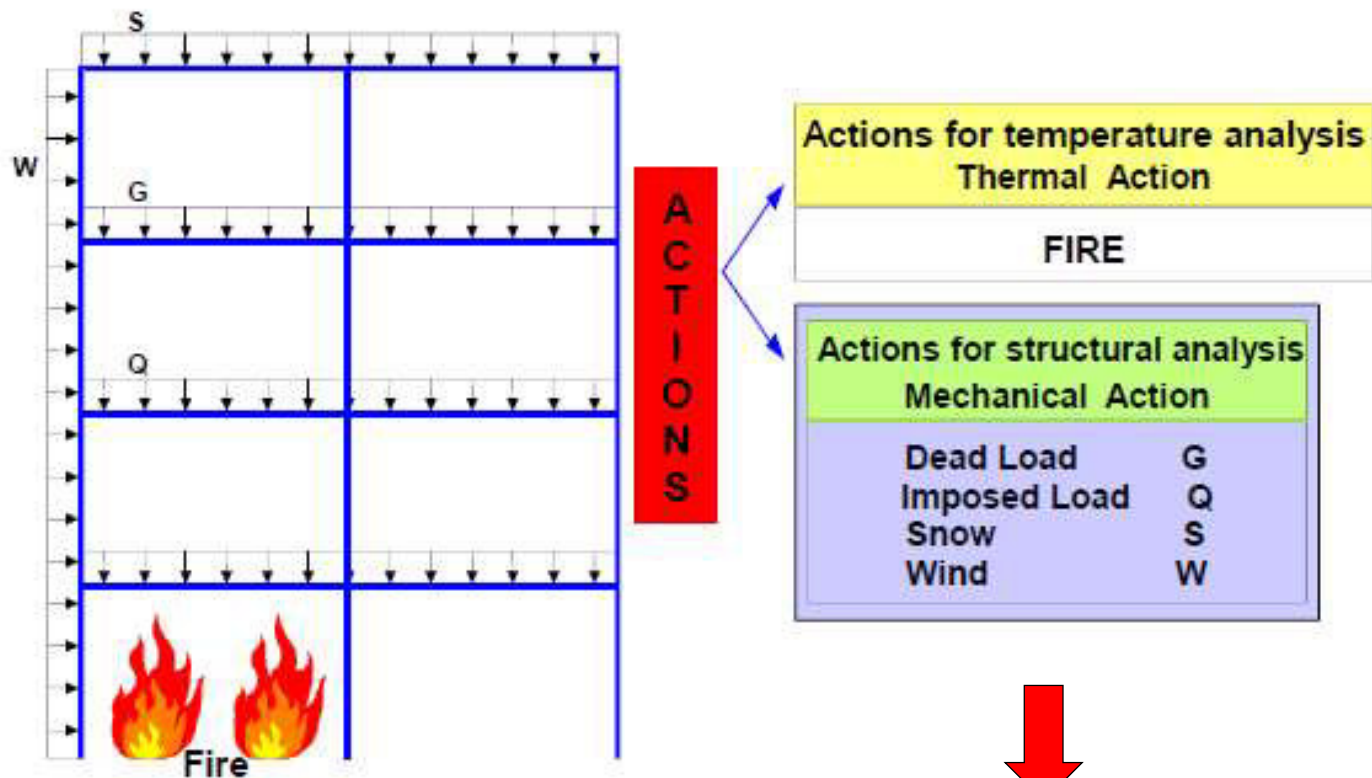 S
W
G
Q
Fire
ACTIONS
Actions for temperature analysis
Thermal Action
FIRE
Actions for structural analysis
Mechanical Action
Dead Load G
Imposed Load Q
Snow S
Wind W